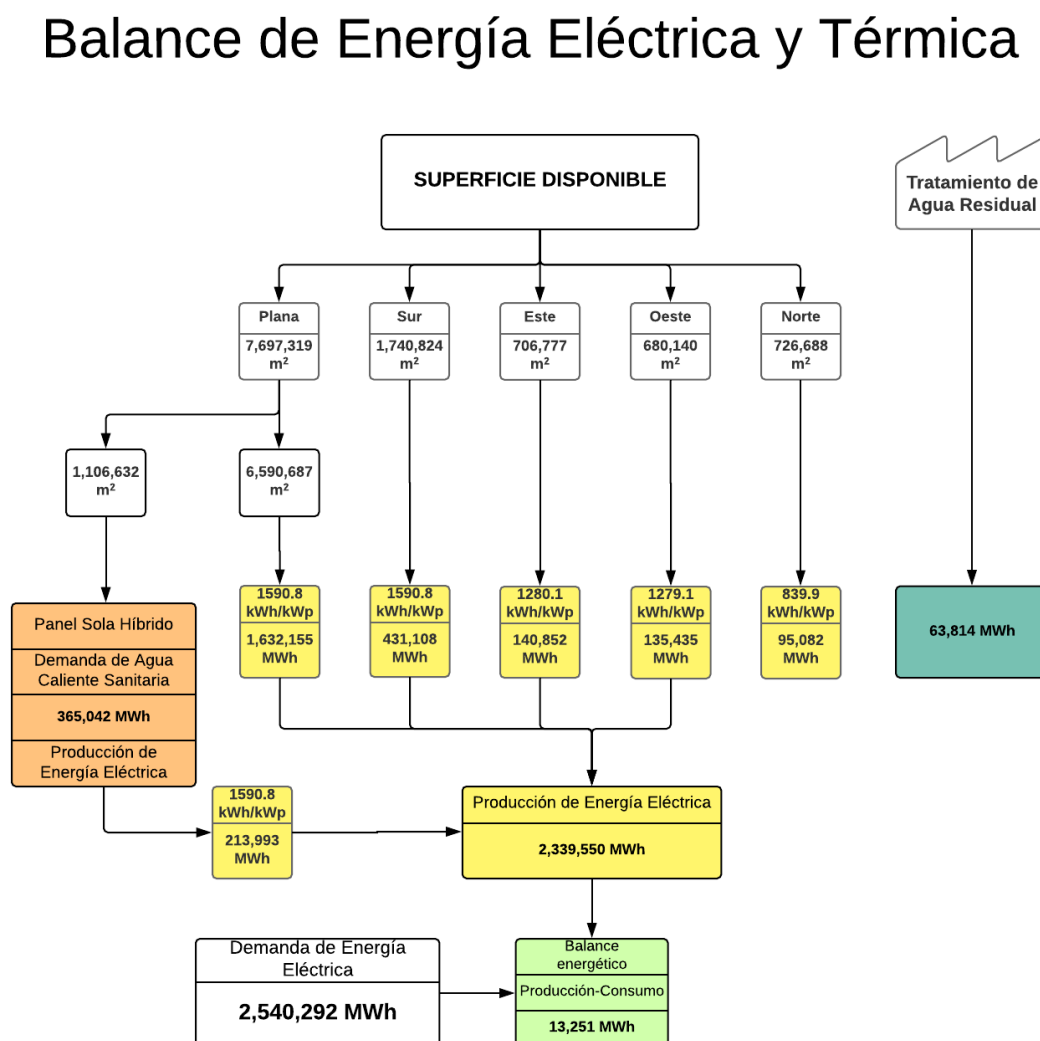 Balance de Energía Eléctrica y Térmica
SUPERFICIE DISPONIBLE
Tratamiento de
Agua Residual
Plana
7,697,319
m²
Sur
1,740,824
m²
Este
706,777
m²
Oeste
680,140
m²
Norte
726,688
m²
1,106,632
m²
6,590,687
m²
1590.8
kWh/kWp
1,632,155
MWh
1590.8
kWh/kWp
431,108
MWh
1280.1
kWh/kWp
140,852
MWh
1279.1
kWh/kWp
135,435
MWh
839.9
kWh/kWp
95,082
MWh
63,814 MWh
Panel Sola Híbrido
Demanda de Agua
Caliente Sanitaria
365,042 MWh
Producción de
Energía Eléctrica
1590.8
kWh/kWp
213,993
MWh
Producción de Energía Eléctrica
2,339,550 MWh
Demanda de Energía
Eléctrica
2,540,292 MWh
Balance
energético
Producción-Consumo
13,251 MWh